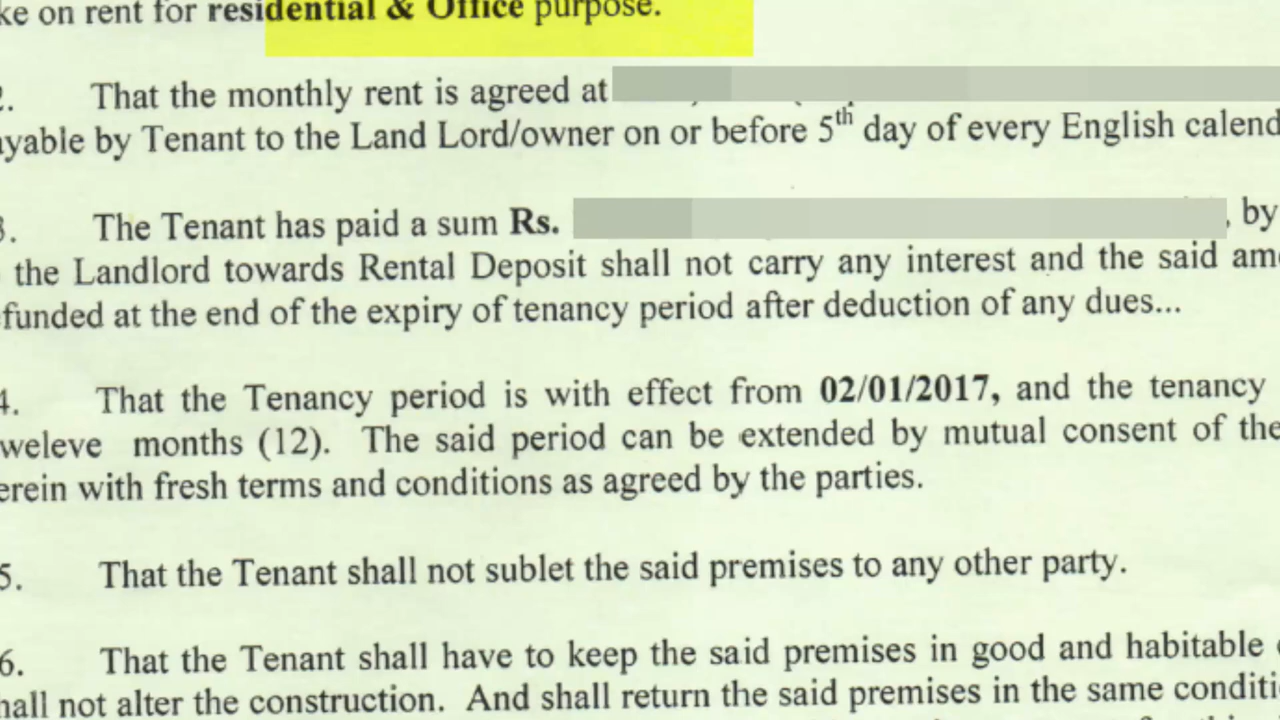 ke on rent for residential & Office purpose.
2. That the monthly rent is agreed at
ayable by Tenant to the Land Lord/owner on or before 5th day of every English calend
3. The Tenant has paid a sum Rs. , by
the Landlord towards Rental Deposit shall not carry any interest and the said am
funded at the end of the expiry of tenancy period after deduction of any dues...
4. That the Tenancy period is with effect from 02/01/2017, and the tenancy
weleve months (12). The said period can be extended by mutual consent of the
erein with fresh terms and conditions as agreed by the parties.
5. That the Tenant shall not sublet the said premises to any other party.
6. That the Tenant shall have to keep the said premises in good and habitable
hall not alter the construction. And shall return the said premises in the same conditi